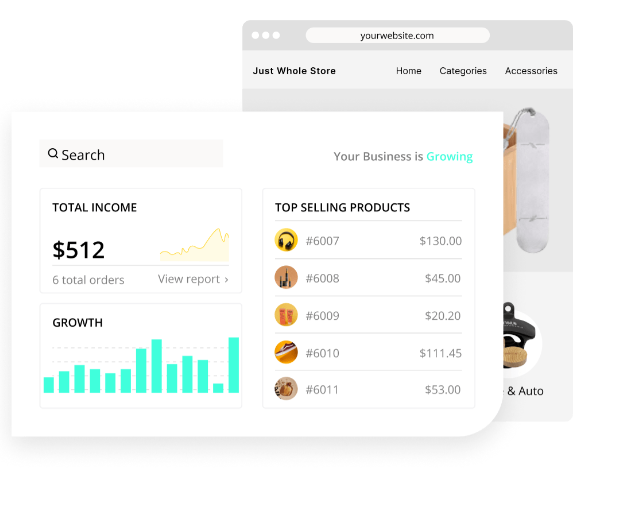 yourwebsite.com
Just Whole Store Home Categories Accessories
Search
Your Business is Growing
TOTAL INCOME
$512
6 total orders View report >
GROWTH
TOP SELLING PRODUCTS
#6007 $130.00
#6008 $45.00
#6009 $20.20
#6010 $111.45
#6011 $53.00
& Auto